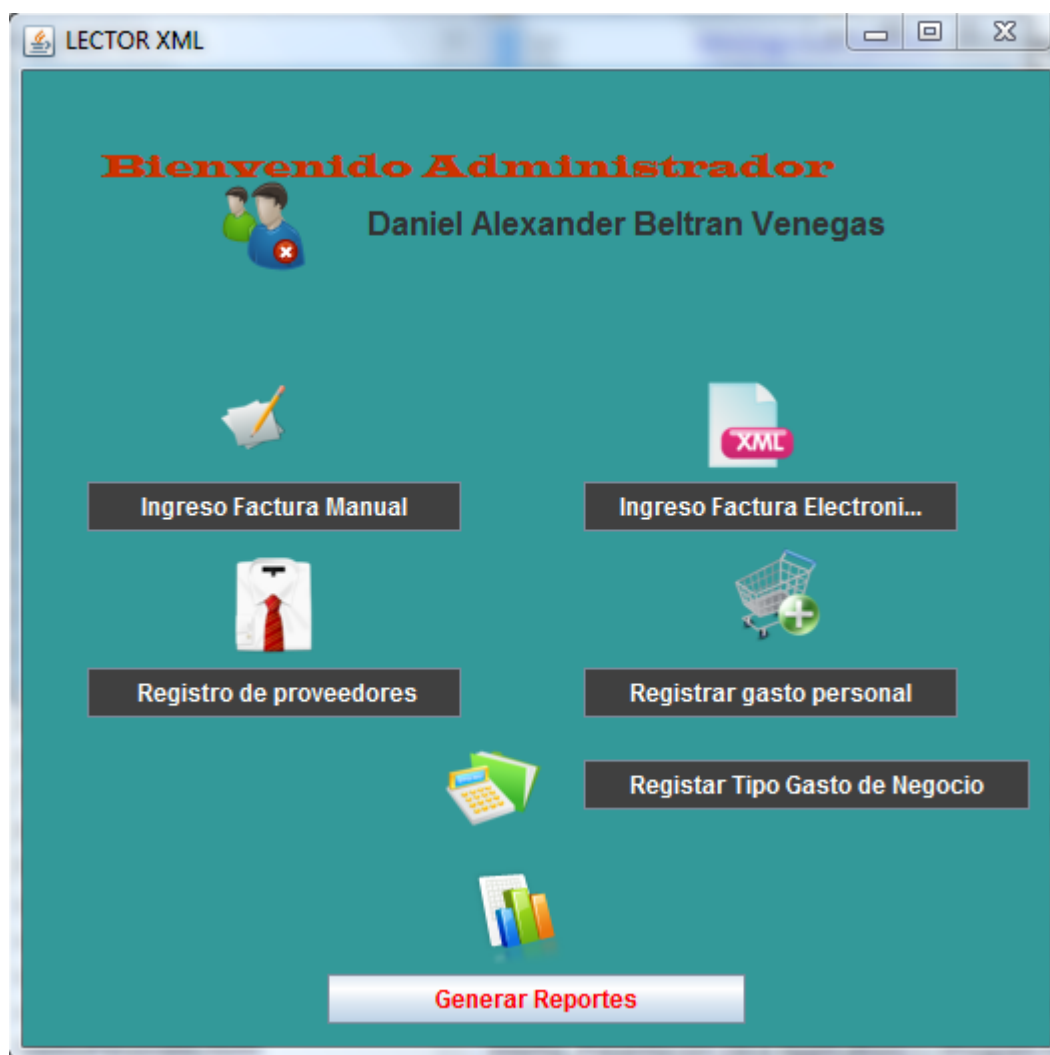 LECTOR XML
Bienvenido Administrador
Daniel Alexander Beltran Venegas
XML
Ingreso Factura Manual
Ingreso Factura Electroni...
Registro de proveedores
Registrar gasto personal
Registar Tipo Gasto de Negocio
Generar Reportes